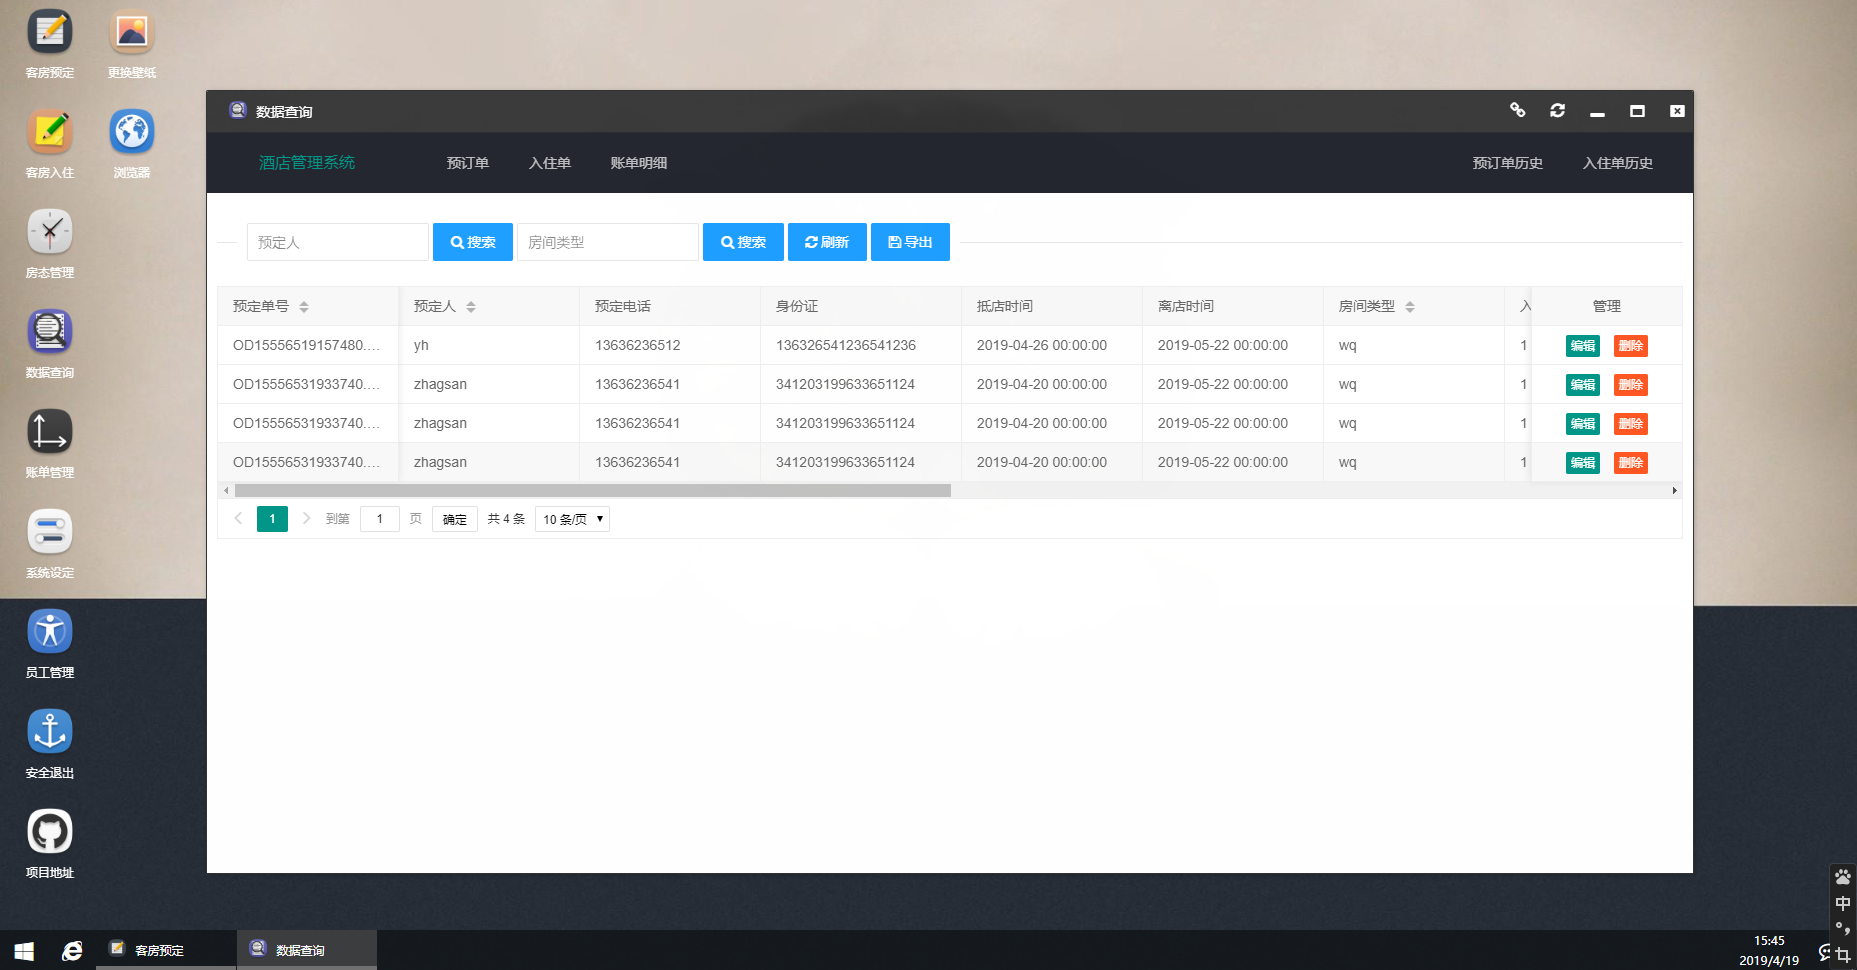 客房预定
更换壁纸
客房入住
浏览器
房态管理
数据查询
账单管理
系统设定
员工管理
安全退出
项目地址
数据查询
酒店管理系统 预订单 入住单 账单明细 预订单历史 入住单历史
预定人 搜索 房间类型 搜索 刷新 导出
预定单号 预定人 预定电话 身份证 抵店时间 离店时间 房间类型 入 管理
OD15556519157480.... yh 13636236512 136326541236541236 2019-04-26 00:00:00 2019-05-22 00:00:00 wq 1 编辑 删除
OD15556531933740.... zhagsan 13636236541 341203199633651124 2019-04-20 00:00:00 2019-05-22 00:00:00 wq 1 编辑 删除
OD15556531933740.... zhagsan 13636236541 341203199633651124 2019-04-20 00:00:00 2019-05-22 00:00:00 wq 1 编辑 删除
OD15556531933740.... zhagsan 13636236541 341203199633651124 2019-04-20 00:00:00 2019-05-22 00:00:00 wq 1 编辑 删除
1 到第 1 页 确定 共 4 条 10 条/页
中
客房预定 数据查询
15:45
2019/4/19